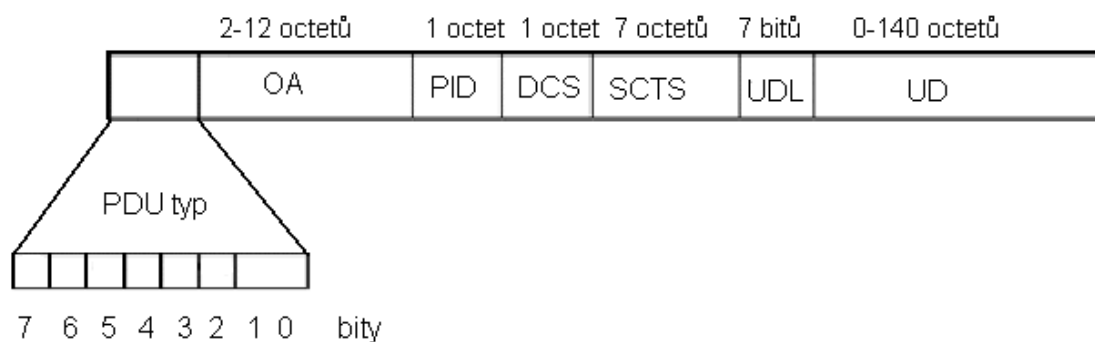 2-12 octetů 1 octet 1 octet 7 octetů 7 bitů 0-140 octetů
OA PID DCS SCTS UDL UD
PDU typ
7 6 5 4 3 2 1 0 bity